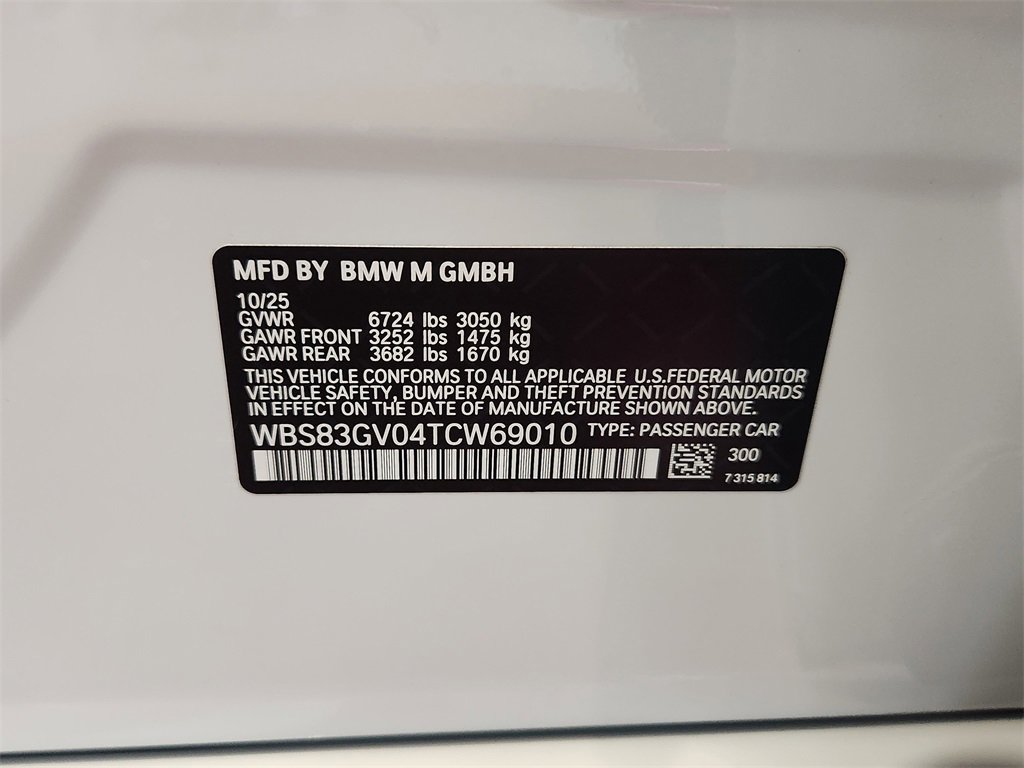 MFD BY BMW M GMBH
10/25
GVWR 6724 lbs 3050 kg
GAWR FRONT 3252 lbs 1475 kg
GAWR REAR 3682 lbs 1670 kg
THIS VEHICLE CONFORMS TO ALL APPLICABLE U.S.FEDERAL MOTOR
VEHICLE SAFETY, BUMPER AND THEFT PREVENTION STANDARDS
IN EFFECT ON THE DATE OF MANUFACTURE SHOWN ABOVE.
WBS83GV04TCW69010 TYPE: PASSENGER CAR
300
7 315 814